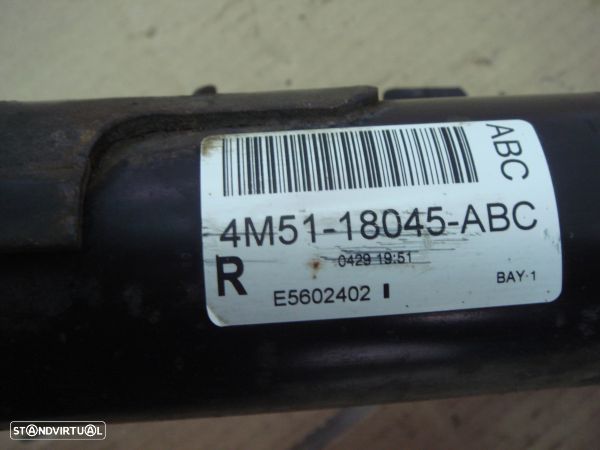 ABC
4M51-18045-ABC
R
0429 19:51
E5602402
BAY·1
STANDVIRTUAL